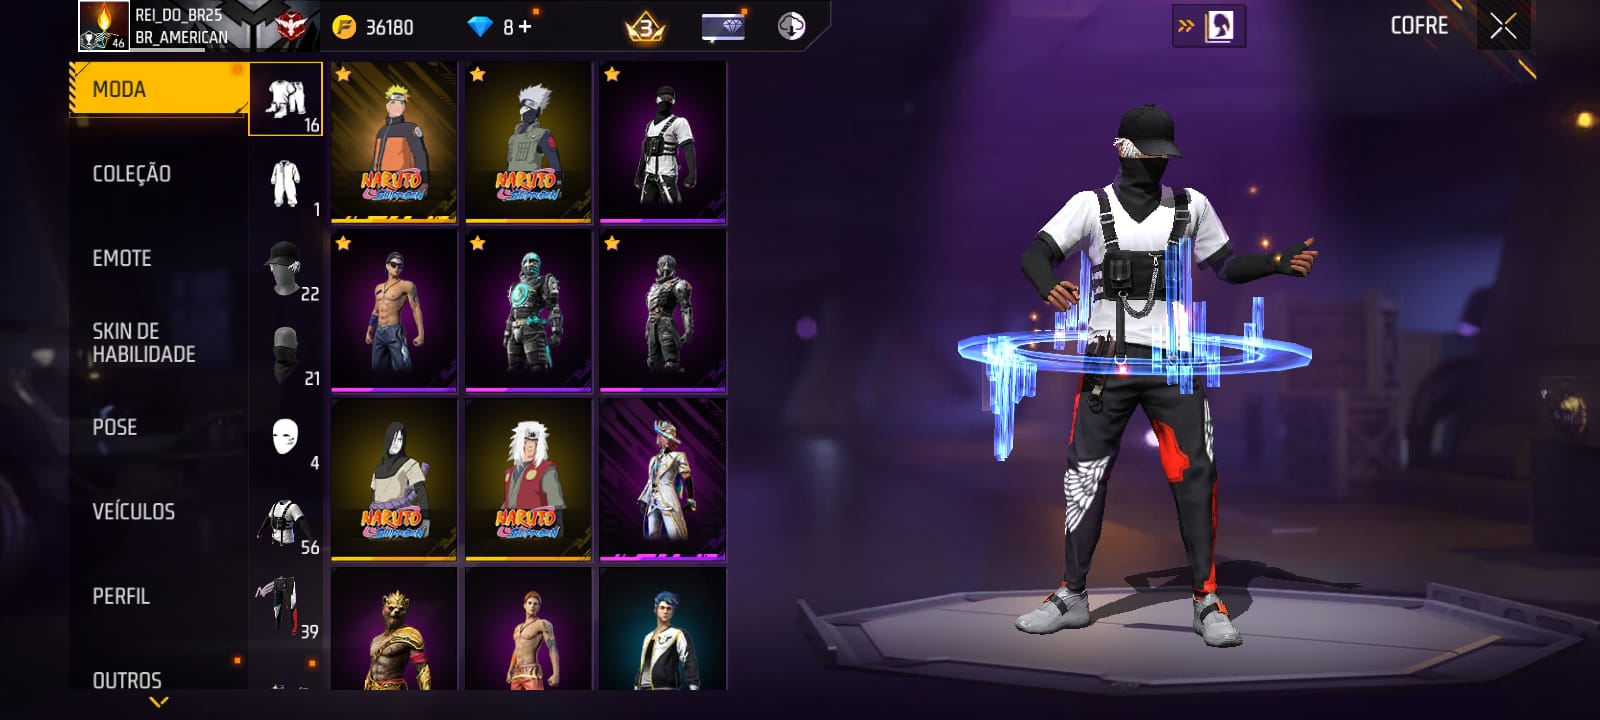 REI_DO_BR25
46
BR_AMERICAN
36180
8 +
3
COFRE
MODA
COLEÇÃO
EMOTE
SKIN DE
HABILIDADE
POSE
VEÍCULOS
PERFIL
OUTROS
16
1
22
21
4
56
39
NARUTO
SHIPPUDEN
NARUTO
SHIPPUDEN
NARUTO
SHIPPUDEN
NARUTO
SHIPPUDEN